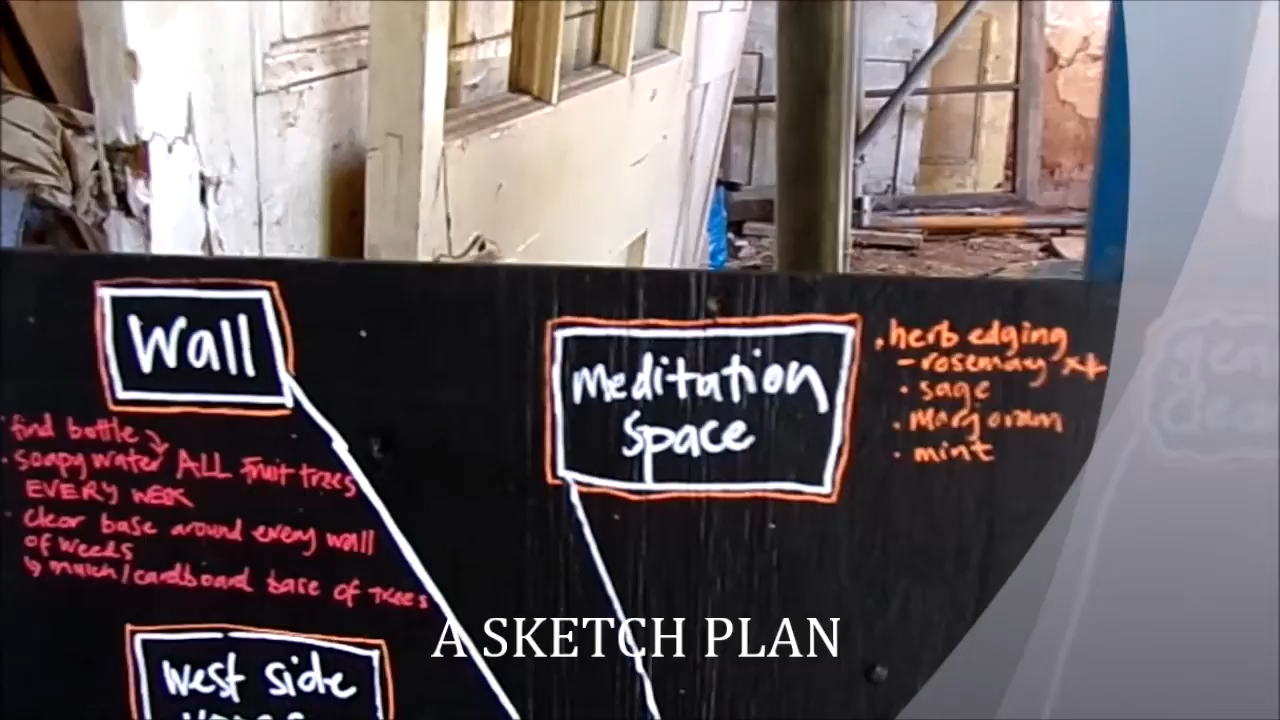 Wall
• find bottle
• soapy water ALL Fruit trees
EVERY WEEK
• Clear base around every wall
of weeds
↳ mulch/cardboard base of trees
Meditation
Space
• herb edging
- rosemary x4
• sage
• Marjoram
• mint
West side
A SKETCH PLAN